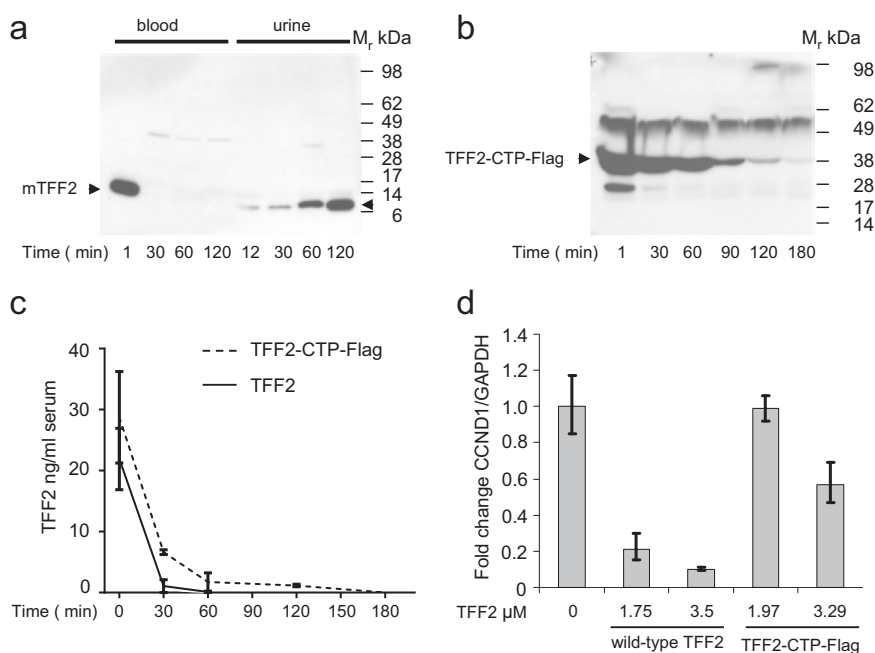 a
blood urine
Mr kDa
98
62
49
38
28
17
14
6
mTFF2
Time ( min) 1 30 60 120 12 30 60 120
b
Mr kDa
98
62
49
38
28
17
14
TFF2-CTP-Flag
Time ( min) 1 30 60 90 120 180
c
TFF2 ng/ml serum
40
30
20
10
0
TFF2-CTP-Flag
TFF2
Time ( min) 0 30 60 90 120 150 180
d
Fold change CCND1/GAPDH
1.4
1.2
1.0
0.8
0.6
0.4
0.2
0
TFF2 µM 0 1.75 3.5 1.97 3.29
wild-type TFF2 TFF2-CTP-Flag